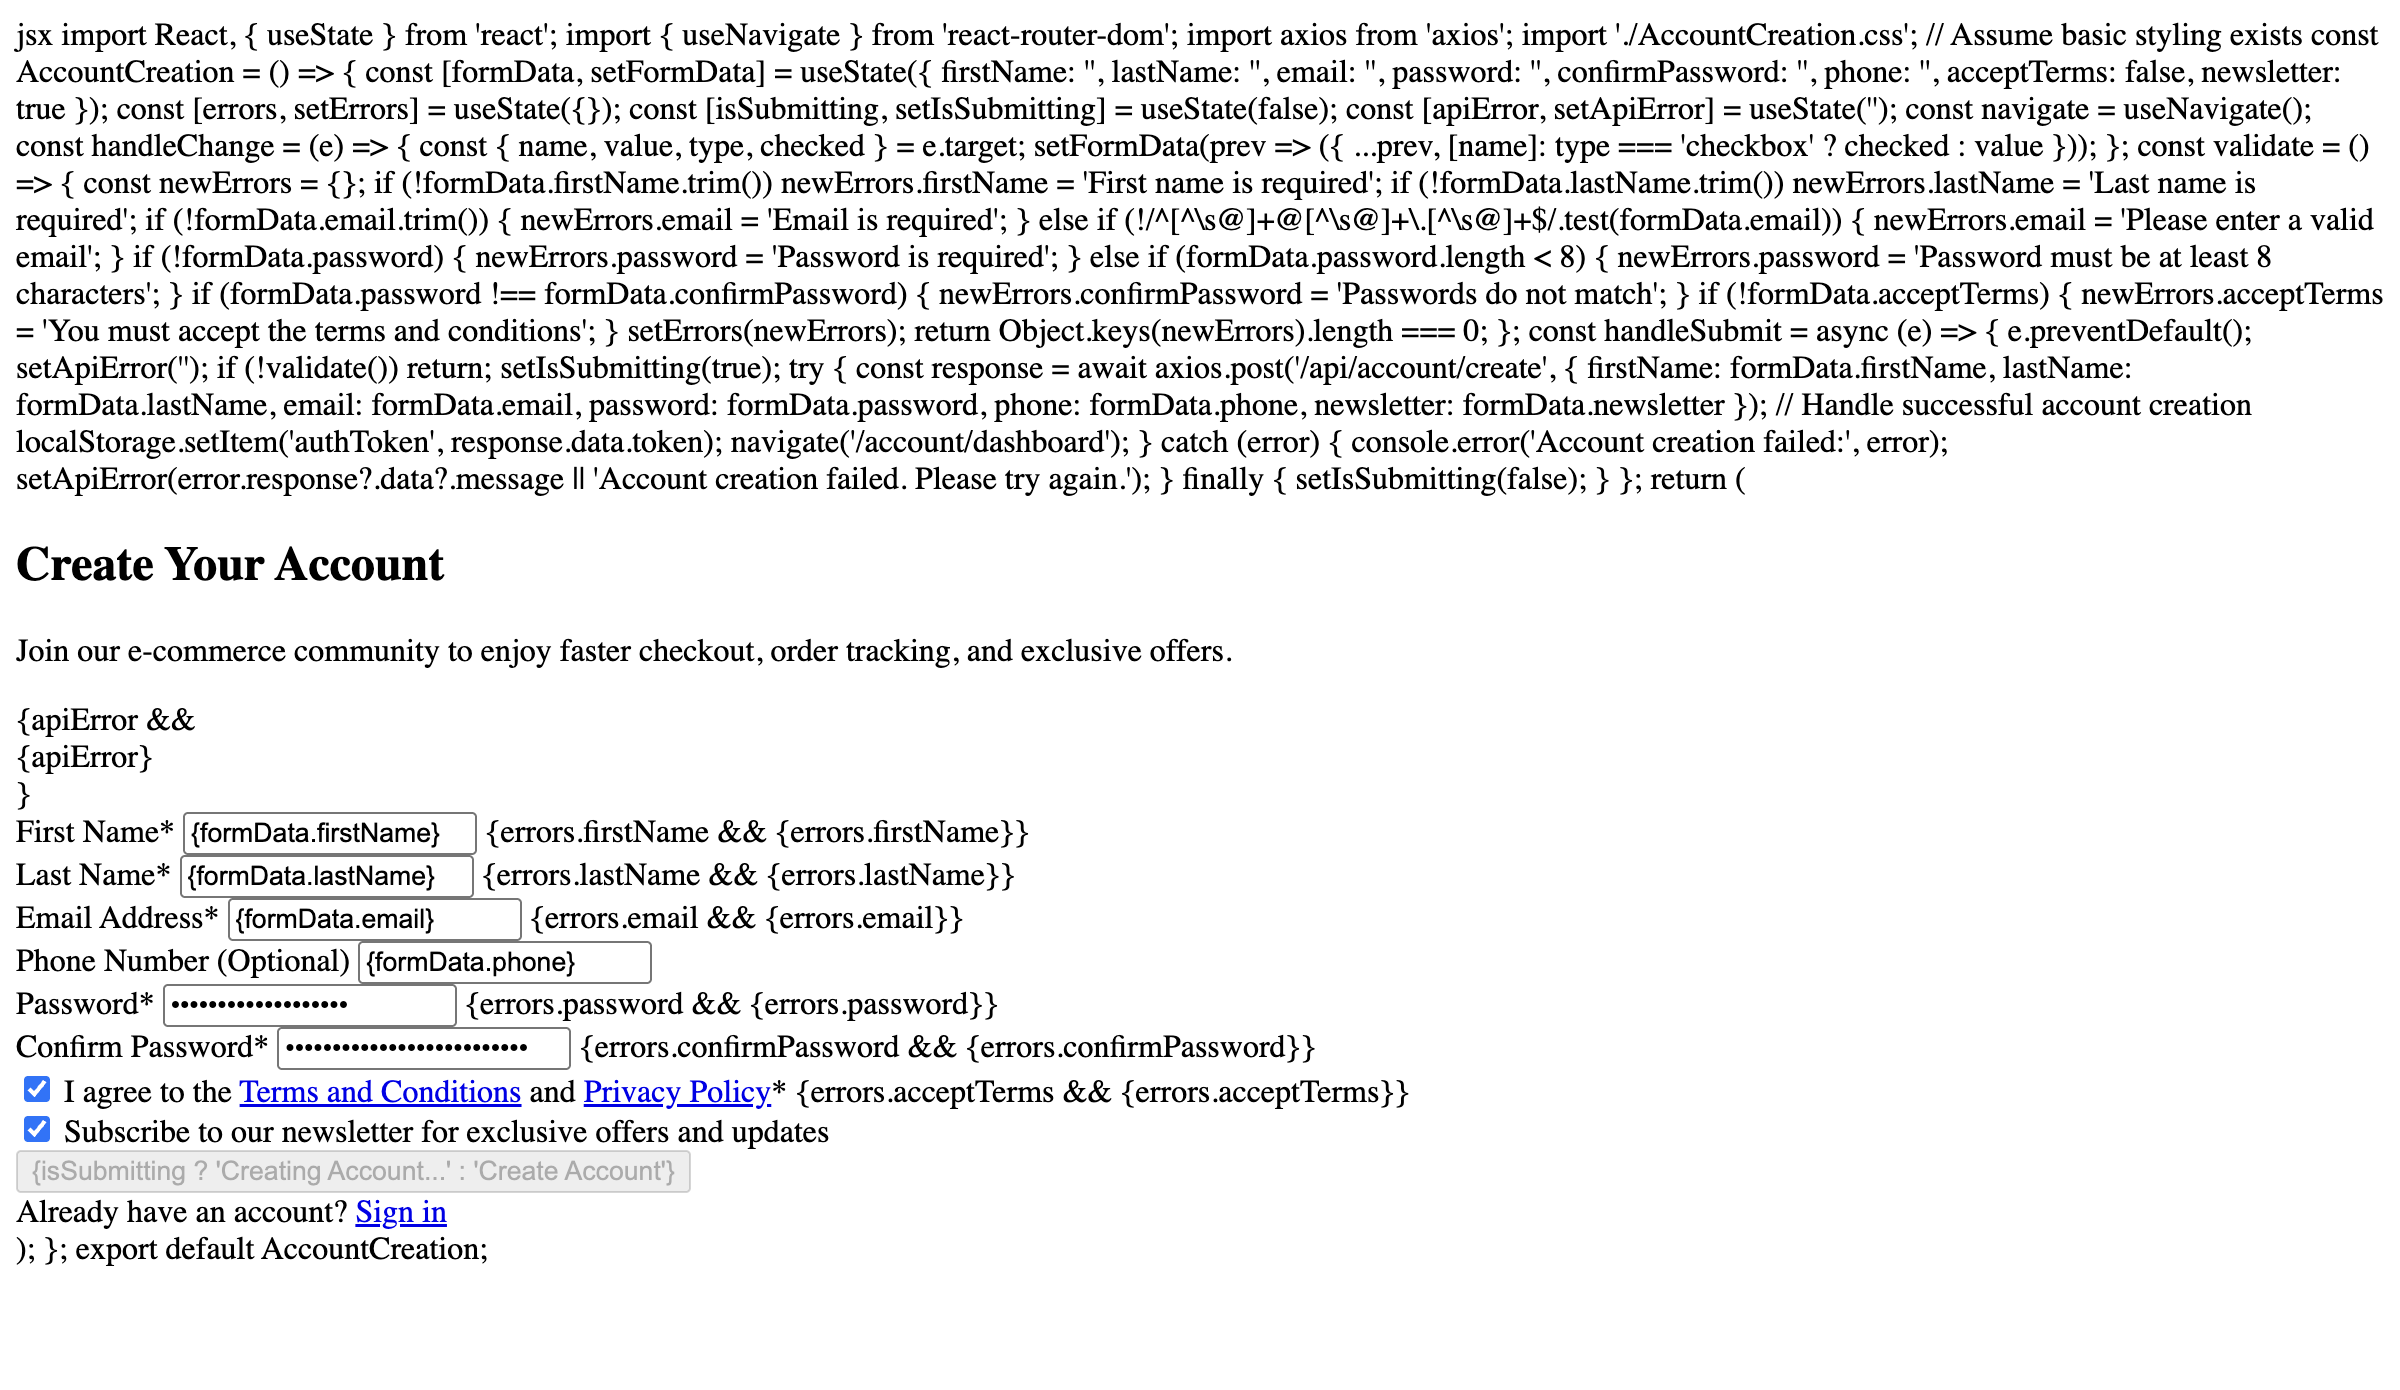 jsx import React, { useState } from 'react'; import { useNavigate } from 'react-router-dom'; import axios from 'axios'; import './AccountCreation.css'; // Assume basic styling exists const
AccountCreation = () => { const [formData, setFormData] = useState({ firstName: '', lastName: '', email: '', password: '', confirmPassword: '', phone: '', acceptTerms: false, newsletter:
true }); const [errors, setErrors] = useState({}); const [isSubmitting, setIsSubmitting] = useState(false); const [apiError, setApiError] = useState(''); const navigate = useNavigate();
const handleChange = (e) => { const { name, value, type, checked } = e.target; setFormData(prev => ({ ...prev, [name]: type === 'checkbox' ? checked : value })); }; const validate = ()
=> { const newErrors = {}; if (!formData.firstName.trim()) newErrors.firstName = 'First name is required'; if (!formData.lastName.trim()) newErrors.lastName = 'Last name is
required'; if (!formData.email.trim()) { newErrors.email = 'Email is required'; } else if (!/^[^\s@]+@[^\s@]+\.[^\s@]+$/.test(formData.email)) { newErrors.email = 'Please enter a valid
email'; } if (!formData.password) { newErrors.password = 'Password is required'; } else if (formData.password.length < 8) { newErrors.password = 'Password must be at least 8
characters'; } if (formData.password !== formData.confirmPassword) { newErrors.confirmPassword = 'Passwords do not match'; } if (!formData.acceptTerms) { newErrors.acceptTerms
= 'You must accept the terms and conditions'; } setErrors(newErrors); return Object.keys(newErrors).length === 0; }; const handleSubmit = async (e) => { e.preventDefault();
setApiError(''); if (!validate()) return; setIsSubmitting(true); try { const response = await axios.post('/api/account/create', { firstName: formData.firstName, lastName:
formData.lastName, email: formData.email, password: formData.password, phone: formData.phone, newsletter: formData.newsletter }); // Handle successful account creation
localStorage.setItem('authToken', response.data.token); navigate('/account/dashboard'); } catch (error) { console.error('Account creation failed:', error);
setApiError(error.response?.data?.message || 'Account creation failed. Please try again.'); } finally { setIsSubmitting(false); } }; return (
Create Your Account
Join our e-commerce community to enjoy faster checkout, order tracking, and exclusive offers.
{apiError &&
{apiError}
}
First Name* {formData.firstName} {errors.firstName && {errors.firstName}}
Last Name* {formData.lastName} {errors.lastName && {errors.lastName}}
Email Address* {formData.email} {errors.email && {errors.email}}
Phone Number (Optional) {formData.phone}
Password* ••••••••••••••••••• {errors.password && {errors.password}}
Confirm Password* •••••••••••••••••••••••••• {errors.confirmPassword && {errors.confirmPassword}}
I agree to the Terms and Conditions and Privacy Policy* {errors.acceptTerms && {errors.acceptTerms}}
Subscribe to our newsletter for exclusive offers and updates
{isSubmitting ? 'Creating Account...' : 'Create Account'}
Already have an account? Sign in
); }; export default AccountCreation;